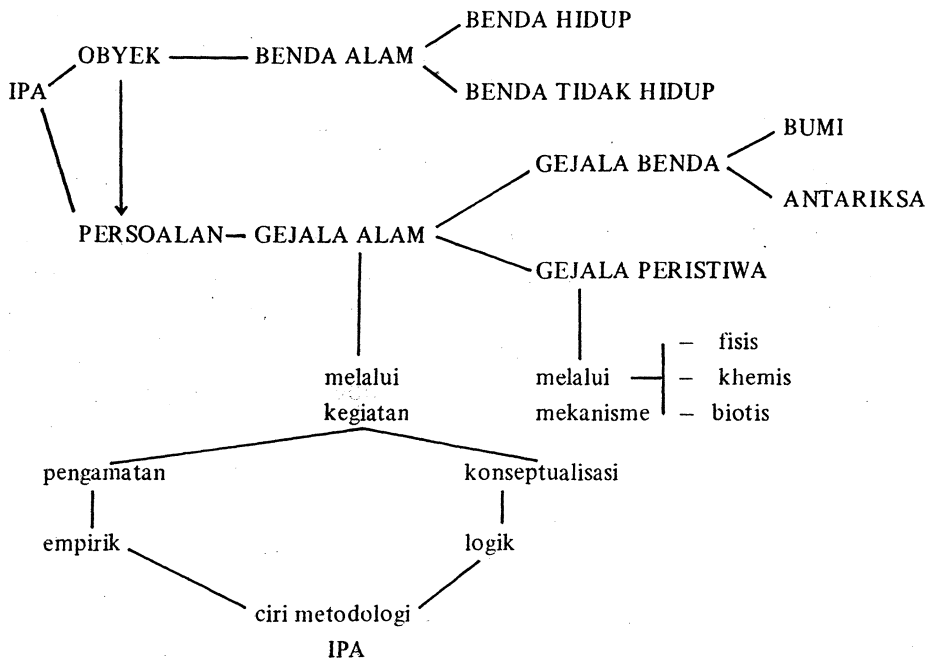 BENDA HIDUP
OBYEK — BENDA ALAM
IPA
BENDA TIDAK HIDUP
BUMI
GEJALA BENDA
ANTARIKSA
PERSOALAN – GEJALA ALAM
GEJALA PERISTIWA
– fisis
melalui
melalui
– khemis
kegiatan
mekanisme
– biotis
pengamatan
konseptualisasi
empirik
logik
ciri metodologi
IPA